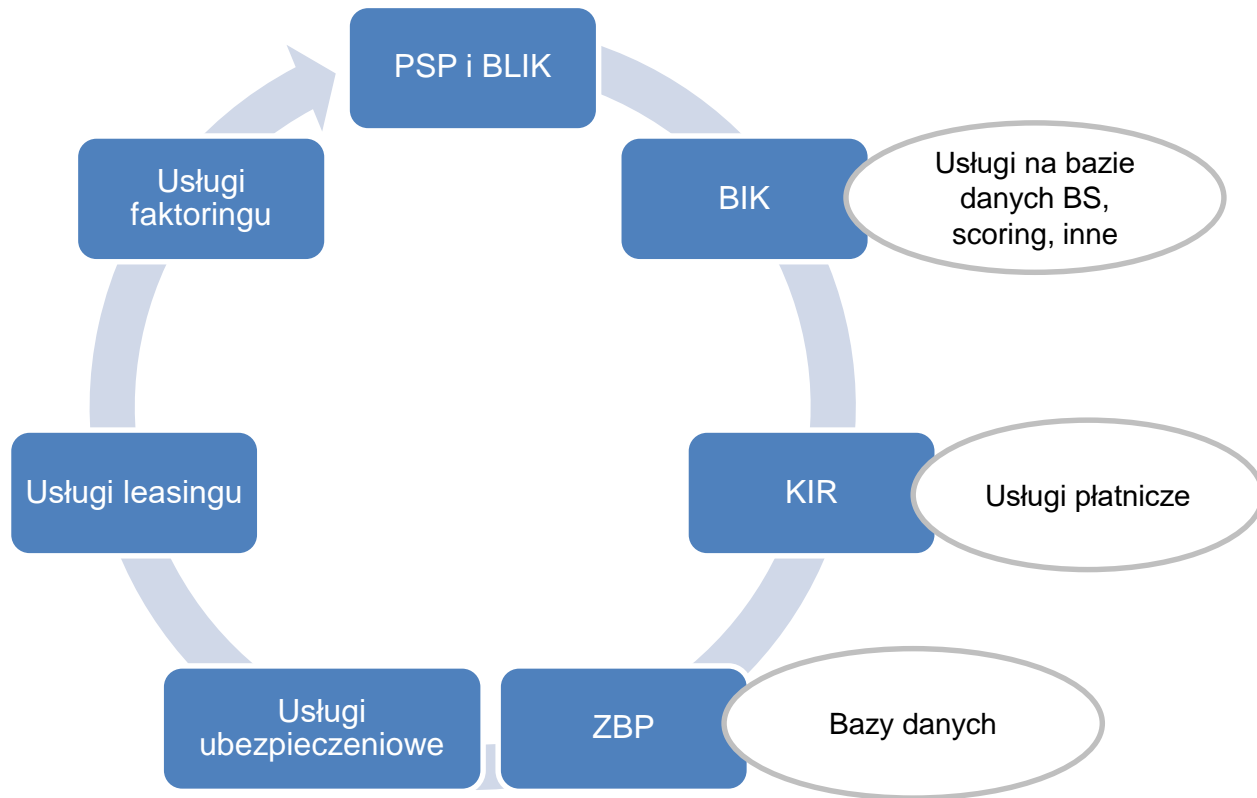 PSP i BLIK
BIK
Usługi na bazie
danych BS,
scoring, inne
KIR
Usługi płatnicze
ZBP
Bazy danych
Usługi
ubezpieczeniowe
Usługi leasingu
Usługi
faktoringu